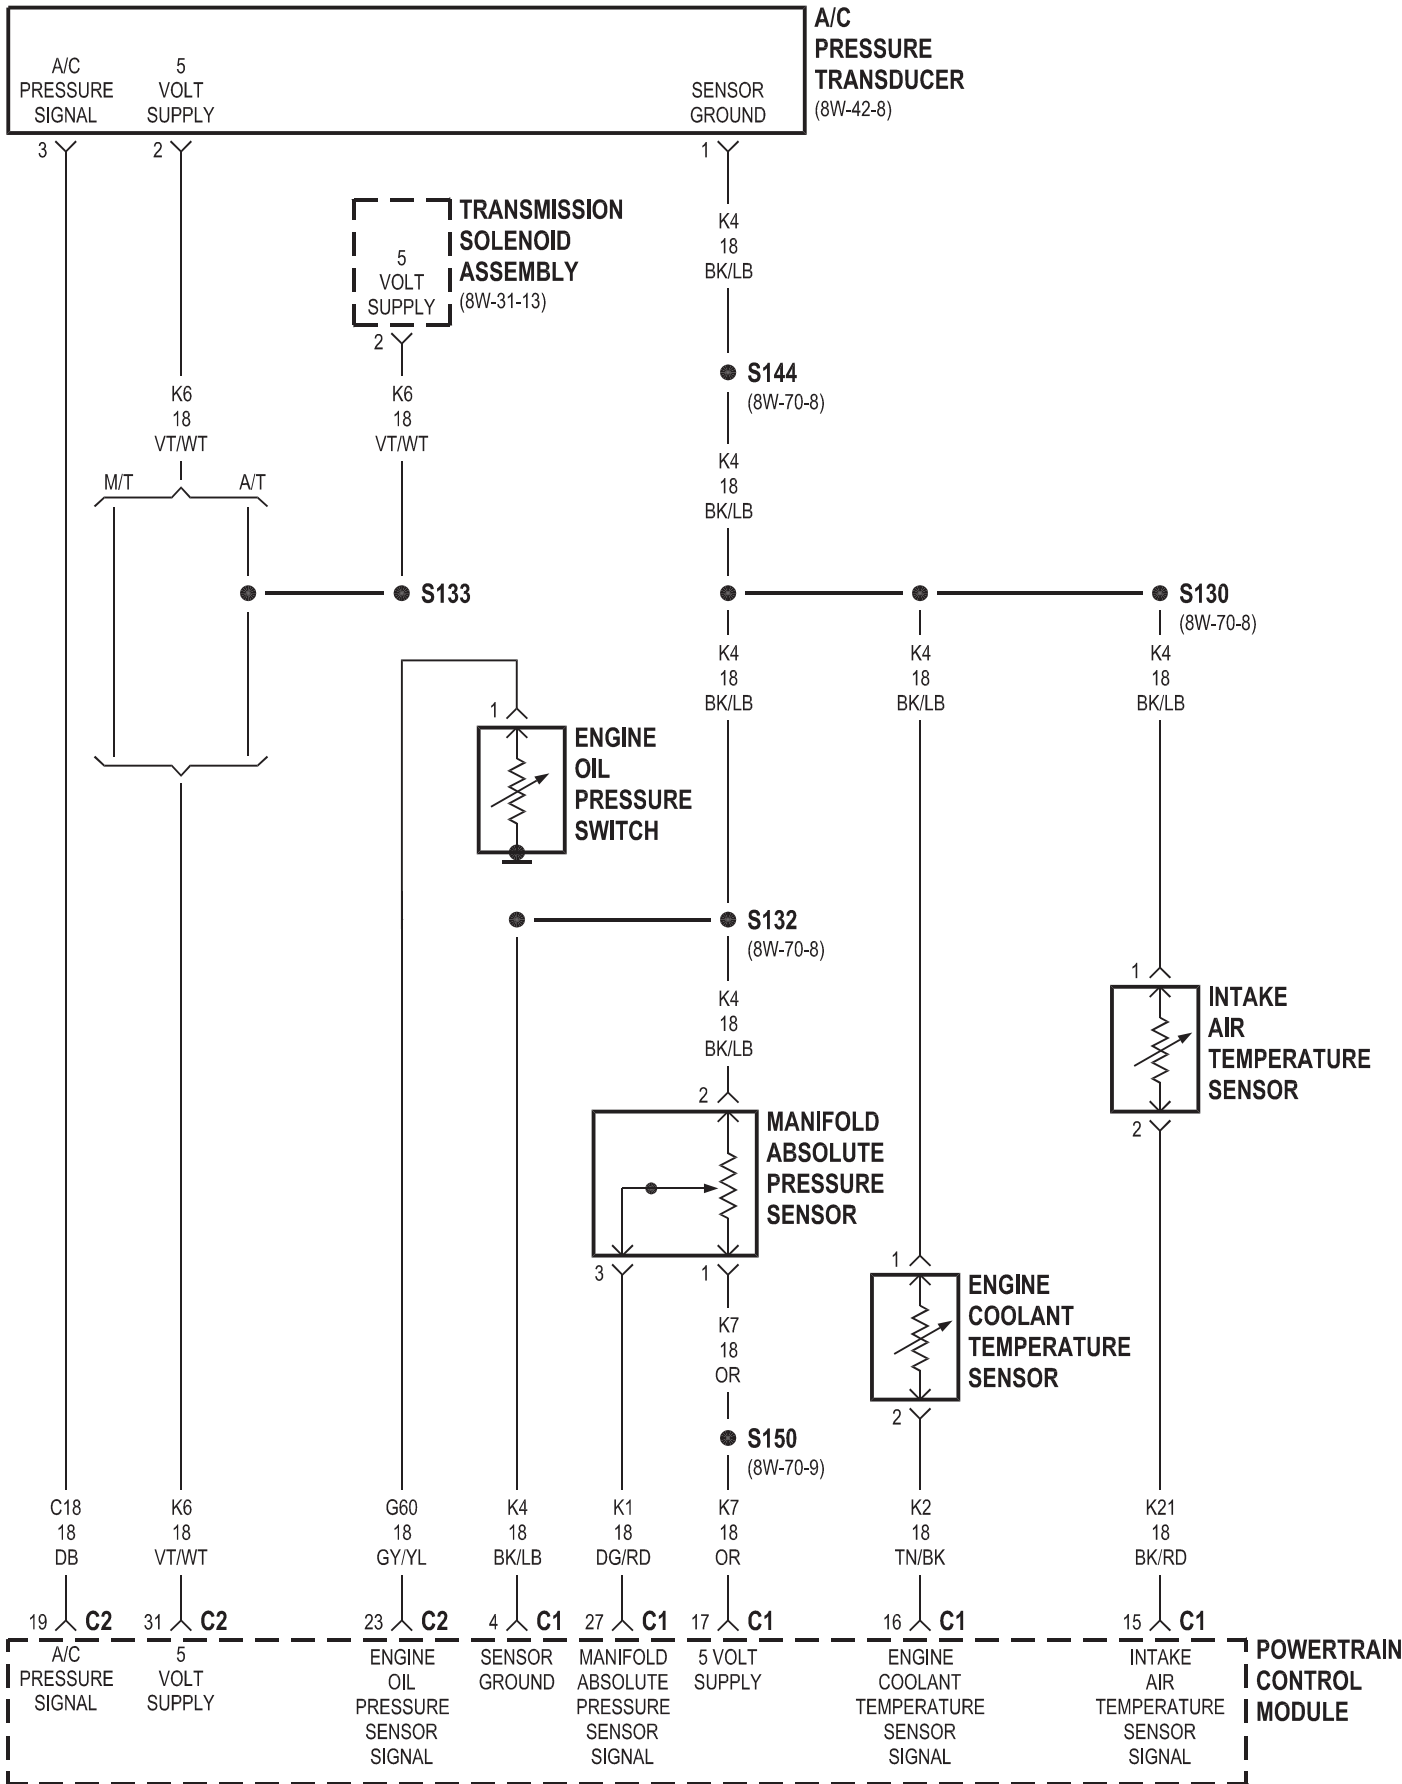 A/C
PRESSURE
TRANSDUCER
(8W-42-8)
A/C
PRESSURE
SIGNAL
5
VOLT
SUPPLY
SENSOR
GROUND
3
2
1
TRANSMISSION
SOLENOID
ASSEMBLY
(8W-31-13)
5
VOLT
SUPPLY
2
K4
18
BK/LB
S144
(8W-70-8)
K6
18
VT/WT
K6
18
VT/WT
K4
18
BK/LB
M/T
A/T
S133
S130
(8W-70-8)
K4
18
BK/LB
K4
18
BK/LB
K4
18
BK/LB
1
ENGINE
OIL
PRESSURE
SWITCH
S132
(8W-70-8)
K4
18
BK/LB
1
INTAKE
AIR
TEMPERATURE
SENSOR
2
2
MANIFOLD
ABSOLUTE
PRESSURE
SENSOR
3
1
1
ENGINE
COOLANT
TEMPERATURE
SENSOR
2
K7
18
OR
S150
(8W-70-9)
C18
18
DB
K6
18
VT/WT
G60
18
GY/YL
K4
18
BK/LB
K1
18
DG/RD
K7
18
OR
K2
18
TN/BK
K21
18
BK/RD
19 C2
31 C2
23 C2
4 C1
27 C1
17 C1
16 C1
15 C1
A/C
PRESSURE
SIGNAL
5
VOLT
SUPPLY
ENGINE
OIL
PRESSURE
SENSOR
SIGNAL
SENSOR
GROUND
MANIFOLD
ABSOLUTE
PRESSURE
SENSOR
SIGNAL
5 VOLT
SUPPLY
ENGINE
COOLANT
TEMPERATURE
SENSOR
SIGNAL
INTAKE
AIR
TEMPERATURE
SENSOR
SIGNAL
POWERTRAIN
CONTROL
MODULE